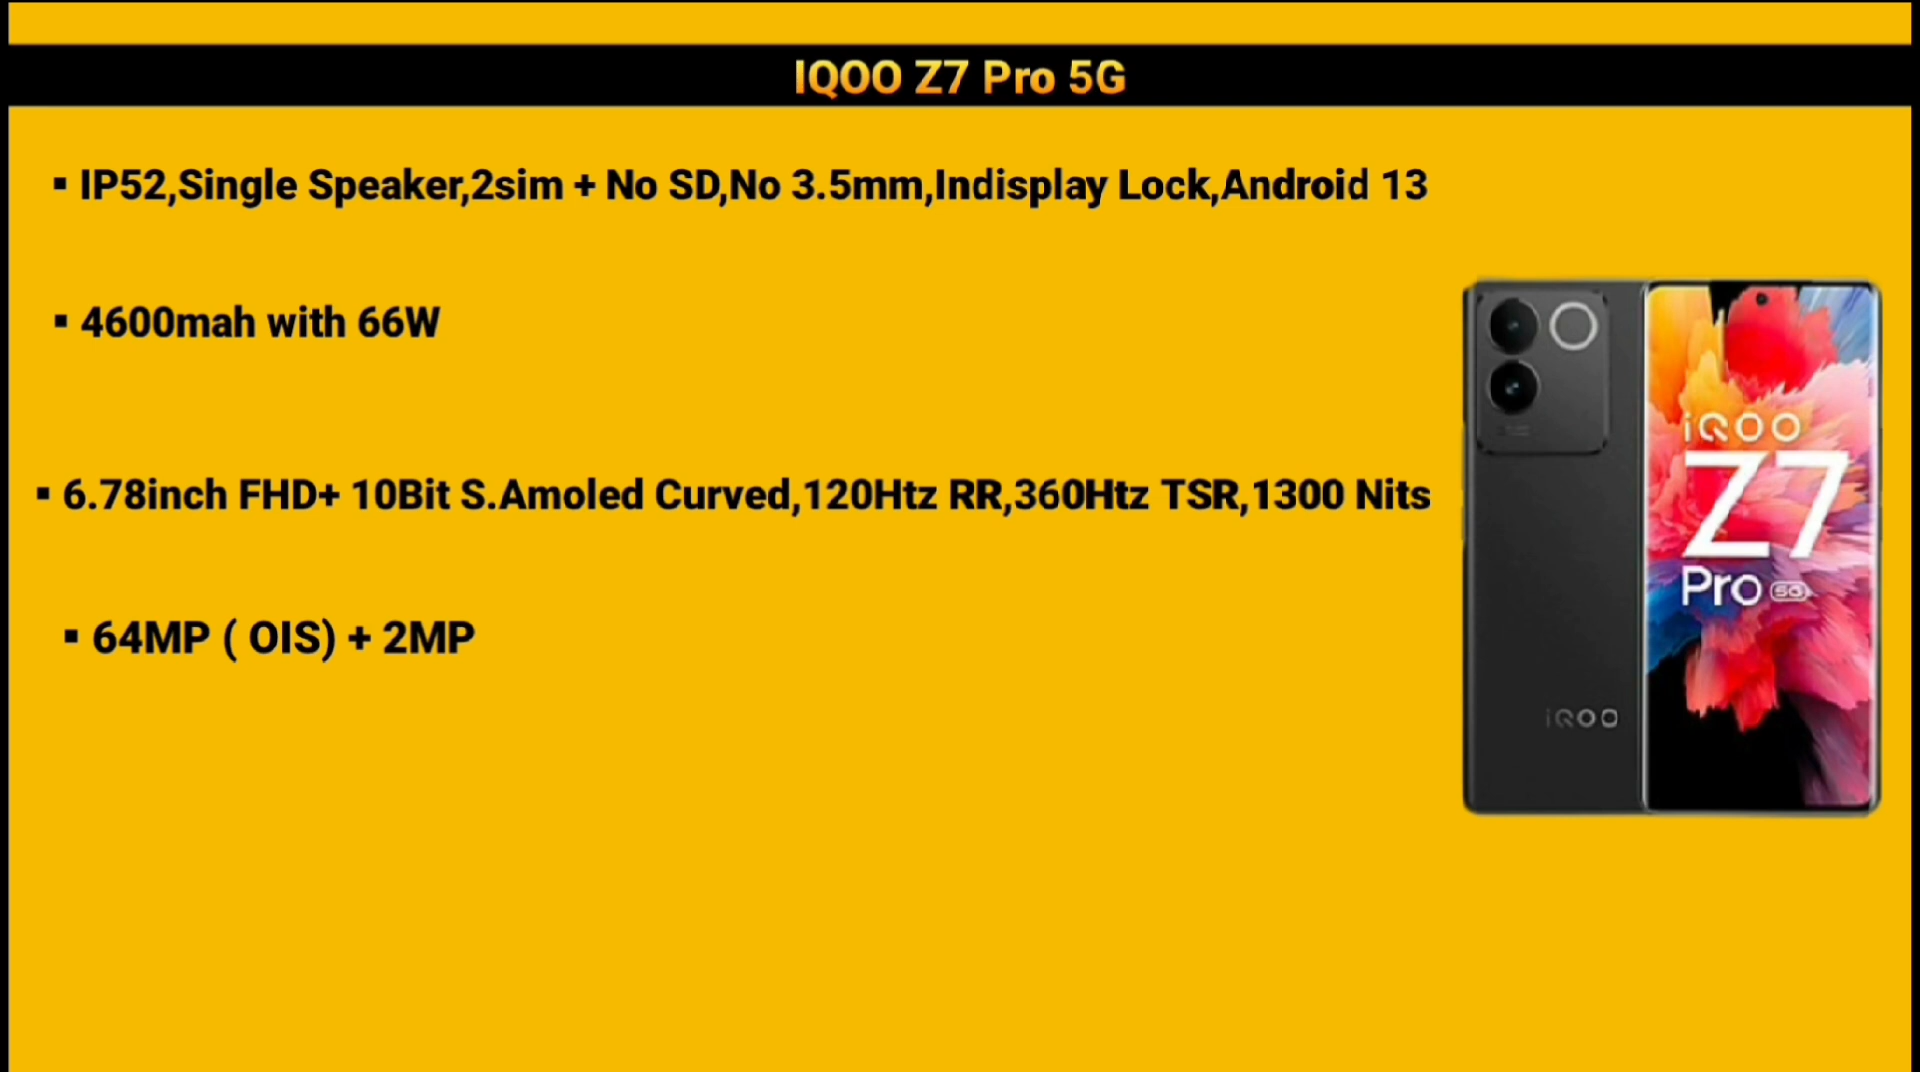 IQOO Z7 Pro 5G
▪ IP52,Single Speaker,2sim + No SD,No 3.5mm,Indisplay Lock,Android 13
▪ 4600mah with 66W
▪ 6.78inch FHD+ 10Bit S.Amoled Curved,120Htz RR,360Htz TSR,1300 Nits
▪ 64MP ( OIS) + 2MP
iQOO
Z7
Pro 5G
iQOO